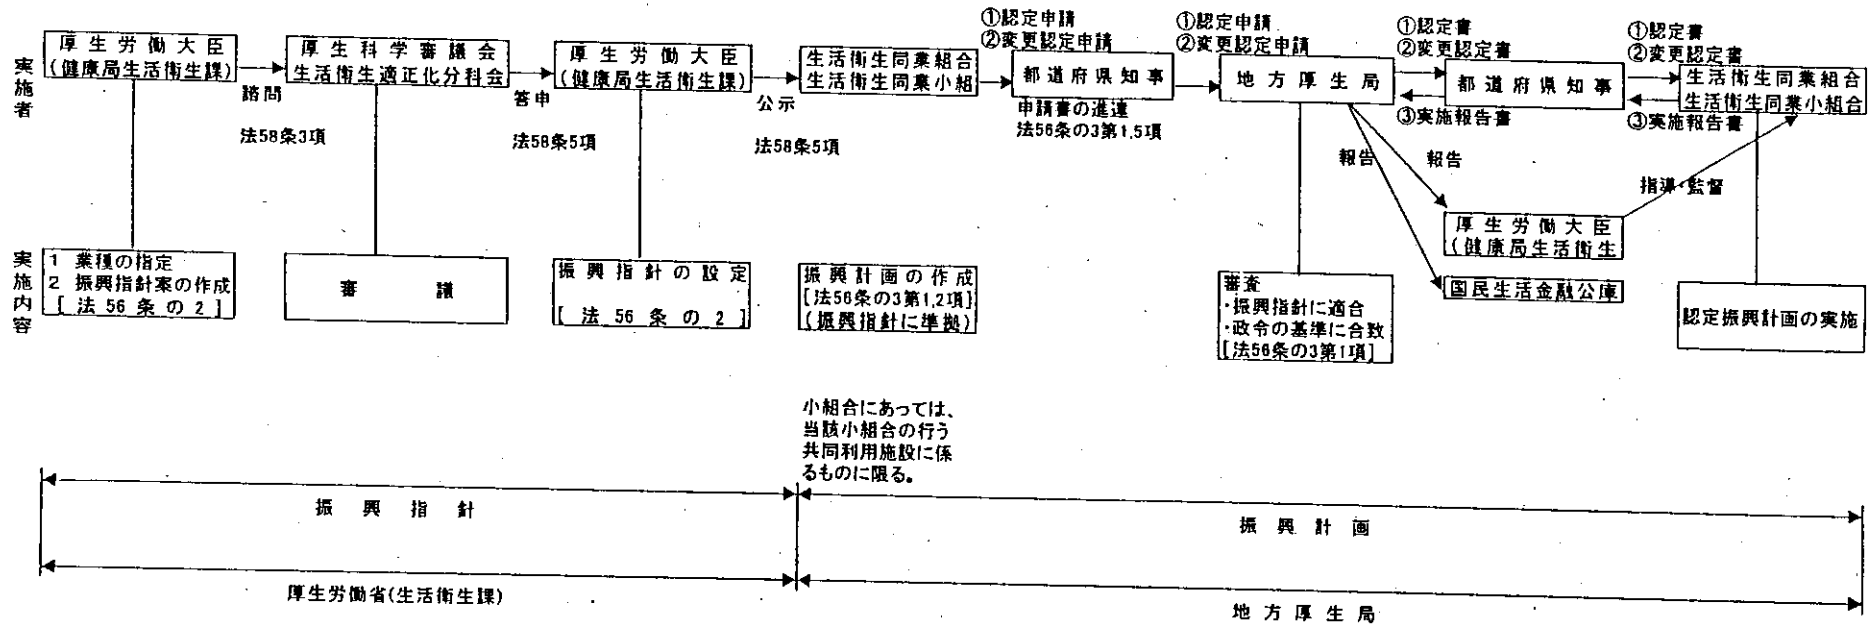 実施者
厚生労働大臣
(健康局生活衛生課)
諮問
法58条3項
厚生科学審議会
生活衛生適正化分科会
答申
法58条5項
厚生労働大臣
(健康局生活衛生課)
公示
法58条5項
生活衛生同業組合
生活衛生同業小組
①認定申請
②変更認定申請
都道府県知事
申請書の進達
法56条の3第1,5項
①認定申請
②変更認定申請
地方厚生局
①認定書
②変更認定書
③実施報告書
都道府県知事
①認定書
②変更認定書
③実施報告書
生活衛生同業組合
生活衛生同業小組合
報告
報告
指導・監督
厚生労働大臣
(健康局生活衛生
国民生活金融公庫
実施内容
1 業種の指定
2 振興指針案の作成
[法56条の2]
審議
振興指針の設定
[法56条の2]
振興計画の作成
[法56条の3第1,2項]
(振興指針に準拠)
審査
・振興指針に適合
・政令の基準に合致
[法56条の3第1項]
認定振興計画の実施
小組合にあっては、
当該小組合の行う
共同利用施設に係
るものに限る。
振興指針
振興計画
厚生労働省(生活衛生課)
地方厚生局